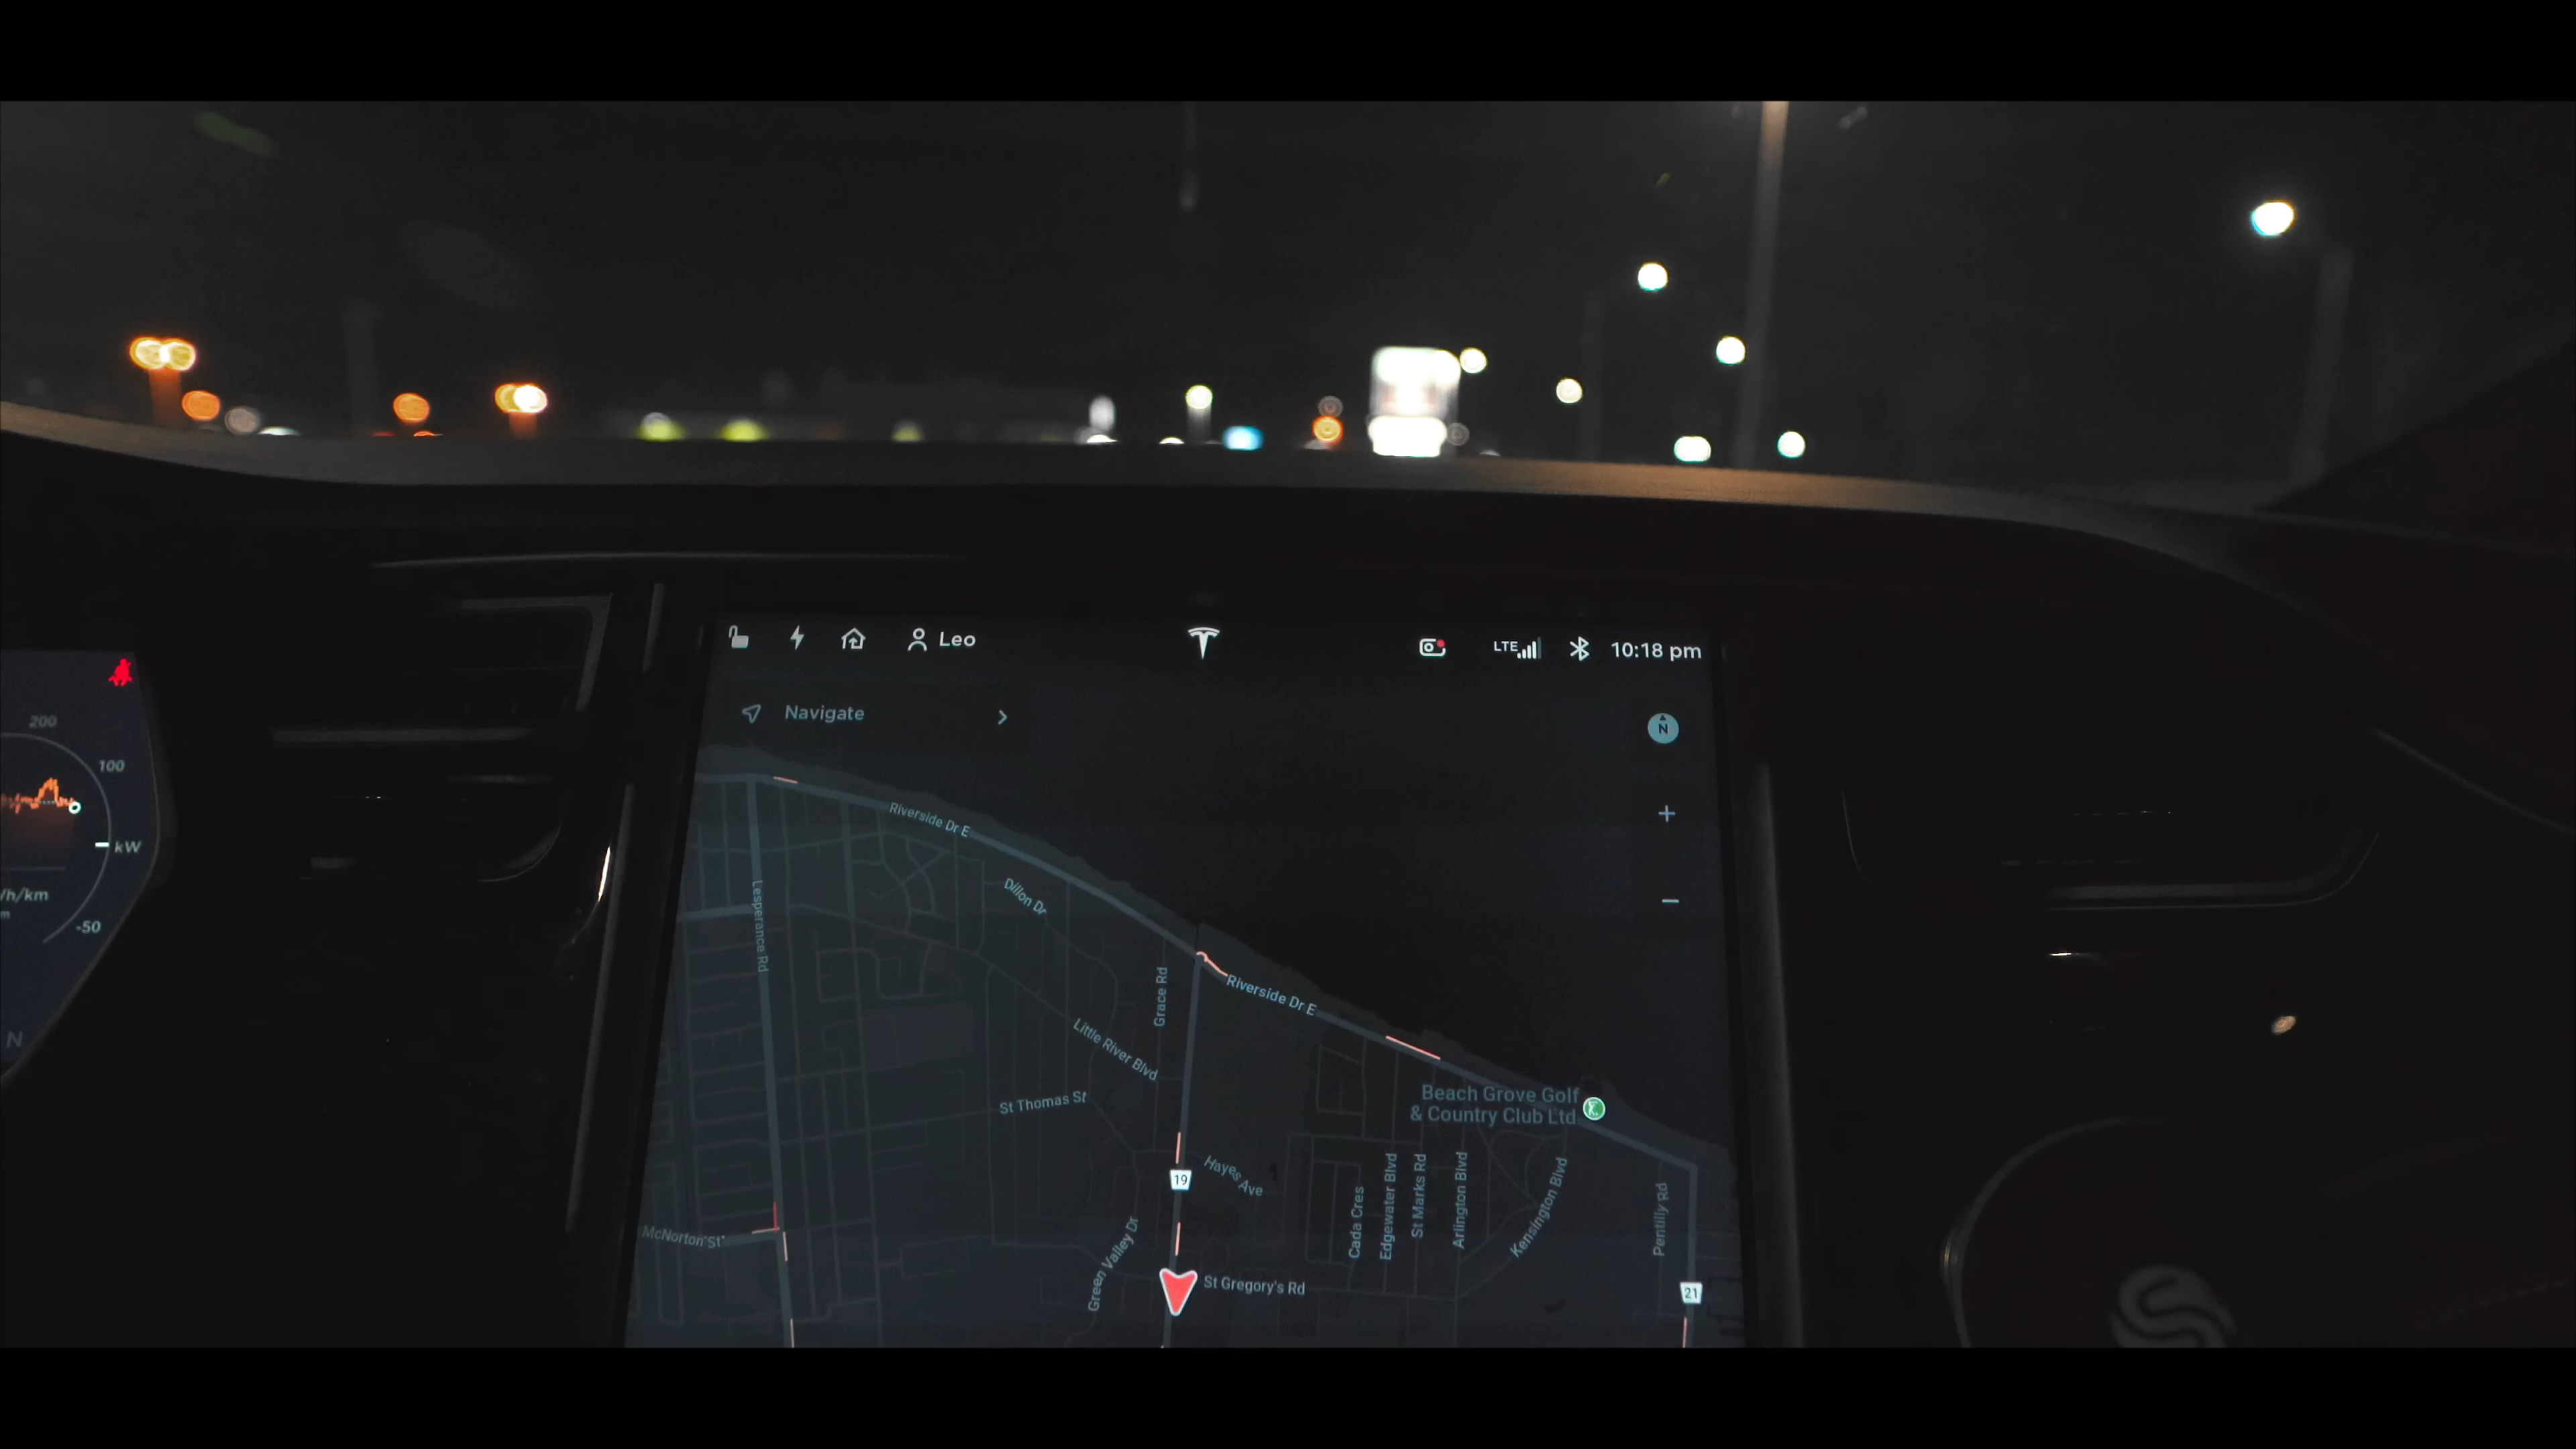 Leo
LTE
10:18 pm
Navigate
N
200
100
kW
/h/km
m
-50
N
Riverside Dr E
Dillon Dr
Lesperance Rd
Grace Rd
Riverside Dr E
Little River Blvd
Beach Grove Golf
& Country Club Ltd
St Thomas St
Hayes Ave
19
Cada Cres
Edgewater Blvd
St Marks Rd
Arlington Blvd
Kensington Blvd
Pentilly Rd
McNorton St
Green Valley Dr
St Gregory's Rd
21